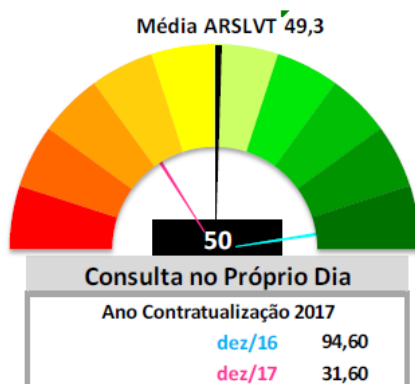 Média ARSLVT 49,3
50
Consulta no Próprio Dia
Ano Contratualização 2017
dez/16 94,60
dez/17 31,60